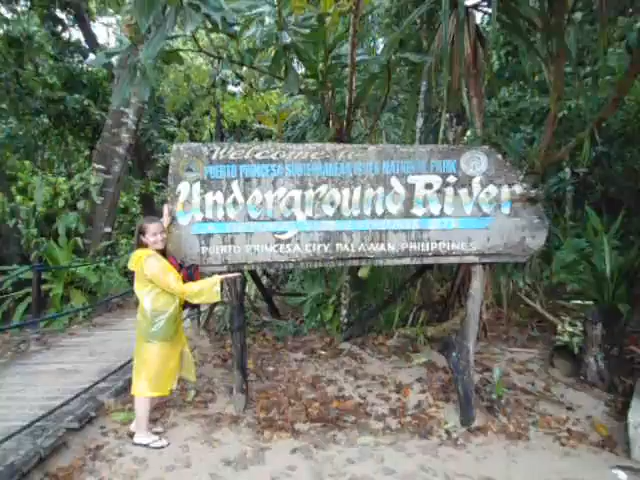 Welcome
PUERTO PRINCESA SUBTERRANEAN RIVER NATIONAL PARK
Underground River
PUERTO PRINCESA CITY, PALAWAN, PHILIPPINES